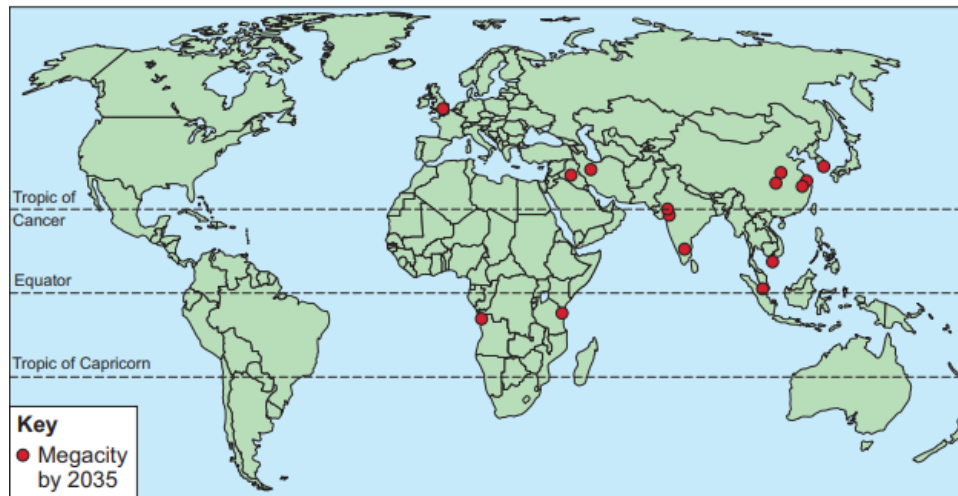 Tropic of
Cancer
Equator
Tropic of Capricorn
Key
Megacity
by 2035